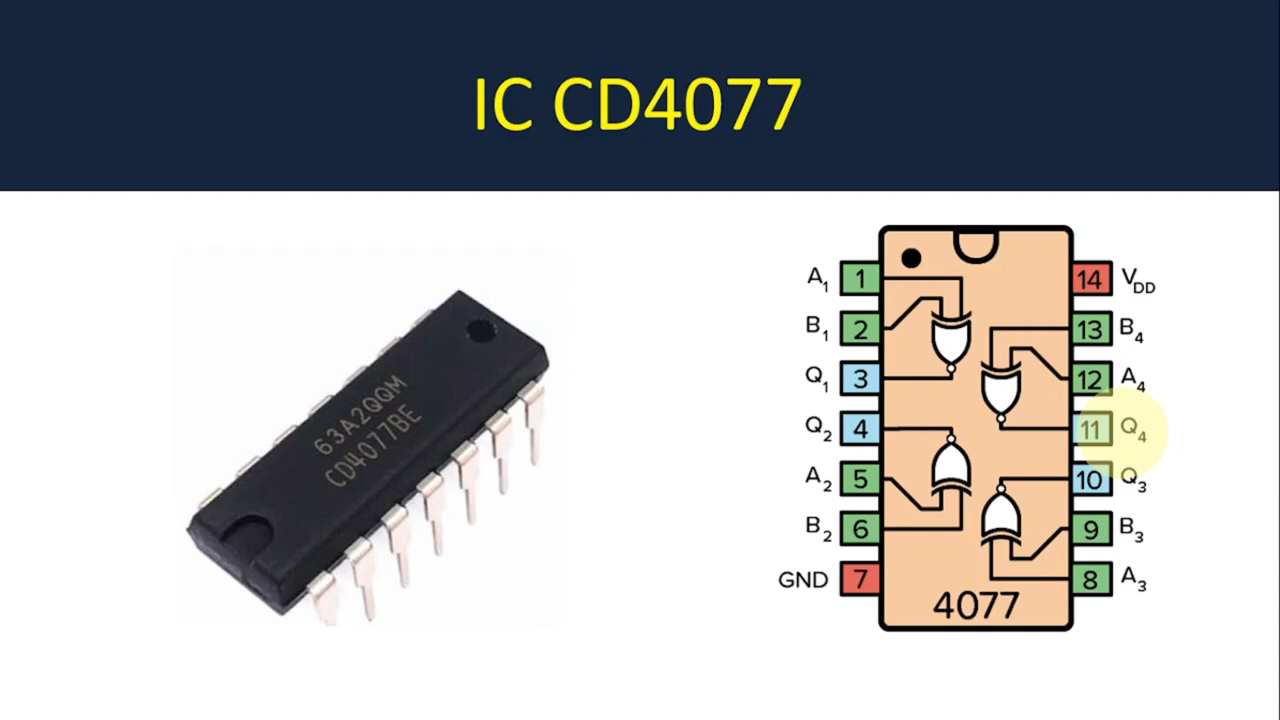 IC CD4077
63A2QQM
CD4077BE
A1 1
B1 2
Q1 3
Q2 4
A2 5
B2 6
GND 7
14 VDD
13 B4
12 A4
11 Q4
10 Q3
9 B3
8 A3
4077